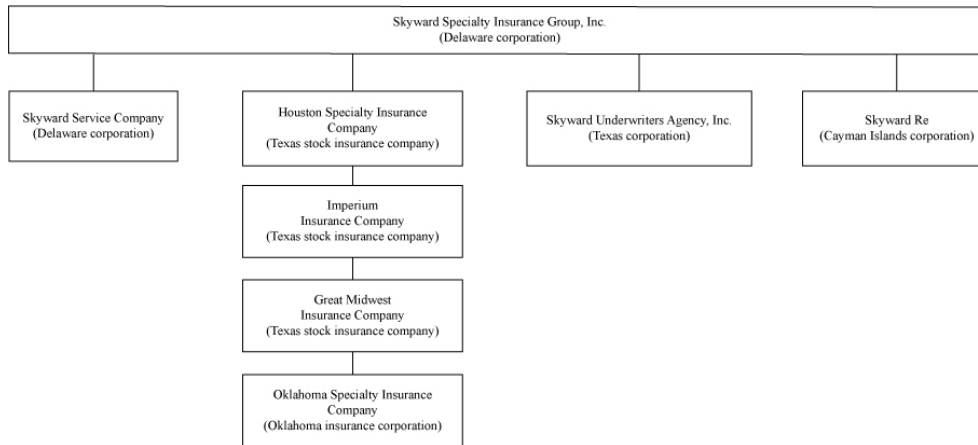 Skyward Specialty Insurance Group, Inc.
(Delaware corporation)
Skyward Service Company
(Delaware corporation)
Houston Specialty Insurance
Company
(Texas stock insurance company)
Skyward Underwriters Agency, Inc.
(Texas corporation)
Skyward Re
(Cayman Islands corporation)
Imperium
Insurance Company
(Texas stock insurance company)
Great Midwest
Insurance Company
(Texas stock insurance company)
Oklahoma Specialty Insurance
Company
(Oklahoma insurance corporation)